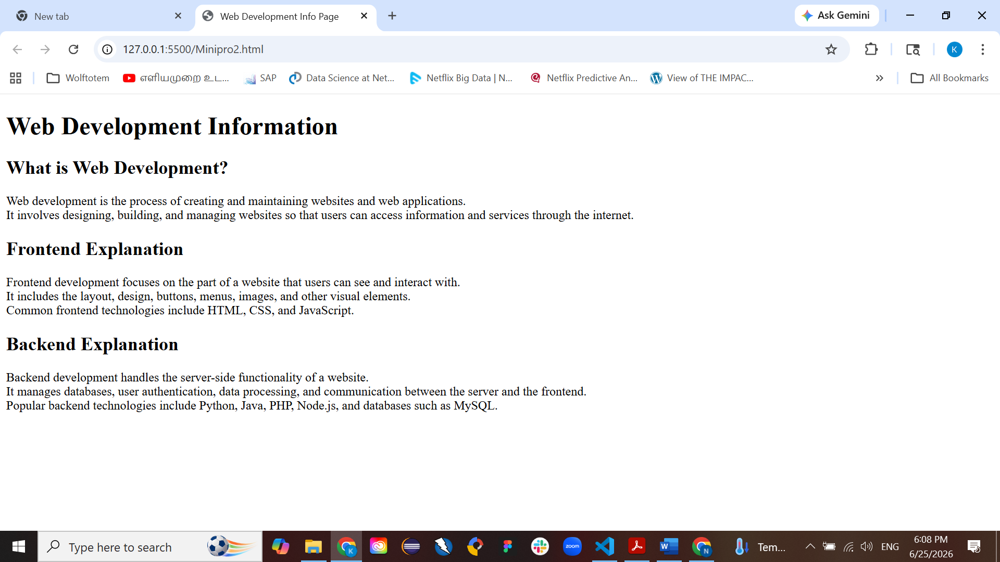 New tab
Web Development Info Page
Ask Gemini
127.0.0.1:5500/Minipro2.html
K
Wolftotem
எளியமுறை உட...
SAP
Data Science at Net...
Netflix Big Data | N...
Netflix Predictive An...
View of THE IMPAC...
All Bookmarks
Web Development Information
What is Web Development?
Web development is the process of creating and maintaining websites and web applications.
It involves designing, building, and managing websites so that users can access information and services through the internet.
Frontend Explanation
Frontend development focuses on the part of a website that users can see and interact with.
It includes the layout, design, buttons, menus, images, and other visual elements.
Common frontend technologies include HTML, CSS, and JavaScript.
Backend Explanation
Backend development handles the server-side functionality of a website.
It manages databases, user authentication, data processing, and communication between the server and the frontend.
Popular backend technologies include Python, Java, PHP, Node.js, and databases such as MySQL.
Type here to search
K
zoom
W
N
Tem...
ENG
6:08 PM
6/25/2026